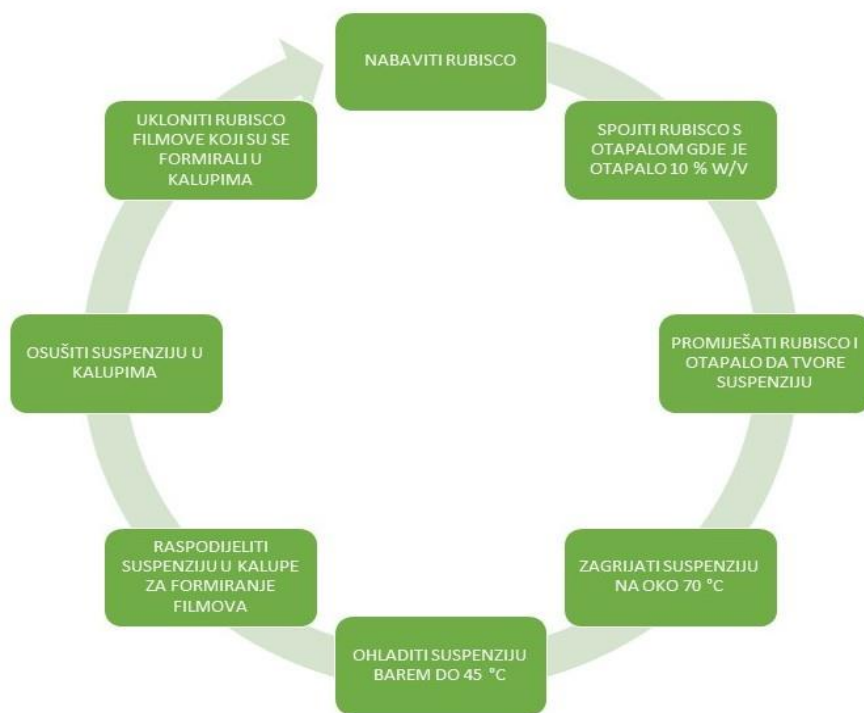 NABAVITI RUBISCO
SPOJITI RUBISCO S
OTAPALOM GDJE JE
OTAPALO 10 % W/V
PROMIJEŠATI RUBISCO I
OTAPALO DA TVORE
SUSPENZIJU
ZAGRIJATI SUSPENZIJU
NA OKO 70 °C
OHLADITI SUSPENZIJU
BAREM DO 45 °C
RASPODIJELITI
SUSPENZIJU U KALUPE
ZA FORMIRANJE
FILMOVA
OSUŠITI SUSPENZIJU U
KALUPIMA
UKLONITI RUBISCO
FILMOVE KOJI SU SE
FORMIRALI U
KALUPIMA